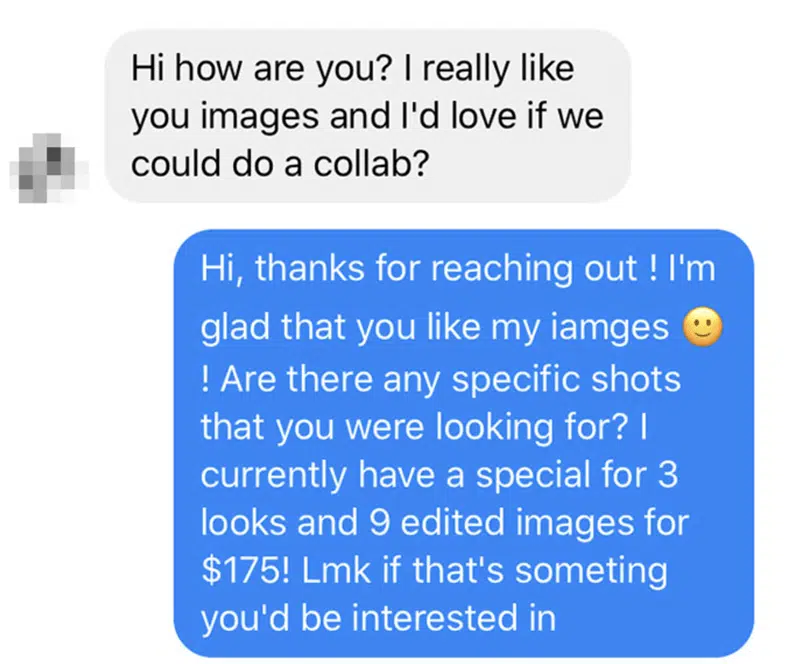 Hi how are you? I really like
you images and I'd love if we
could do a collab?
Hi, thanks for reaching out ! I'm
glad that you like my iamges 🙂
! Are there any specific shots
that you were looking for? I
currently have a special for 3
looks and 9 edited images for
$175! Lmk if that's someting
you'd be interested in